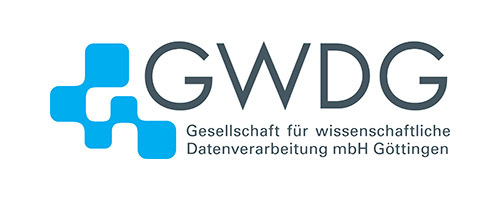 GWDG
Gesellschaft für wissenschaftliche
Datenverarbeitung mbH Göttingen